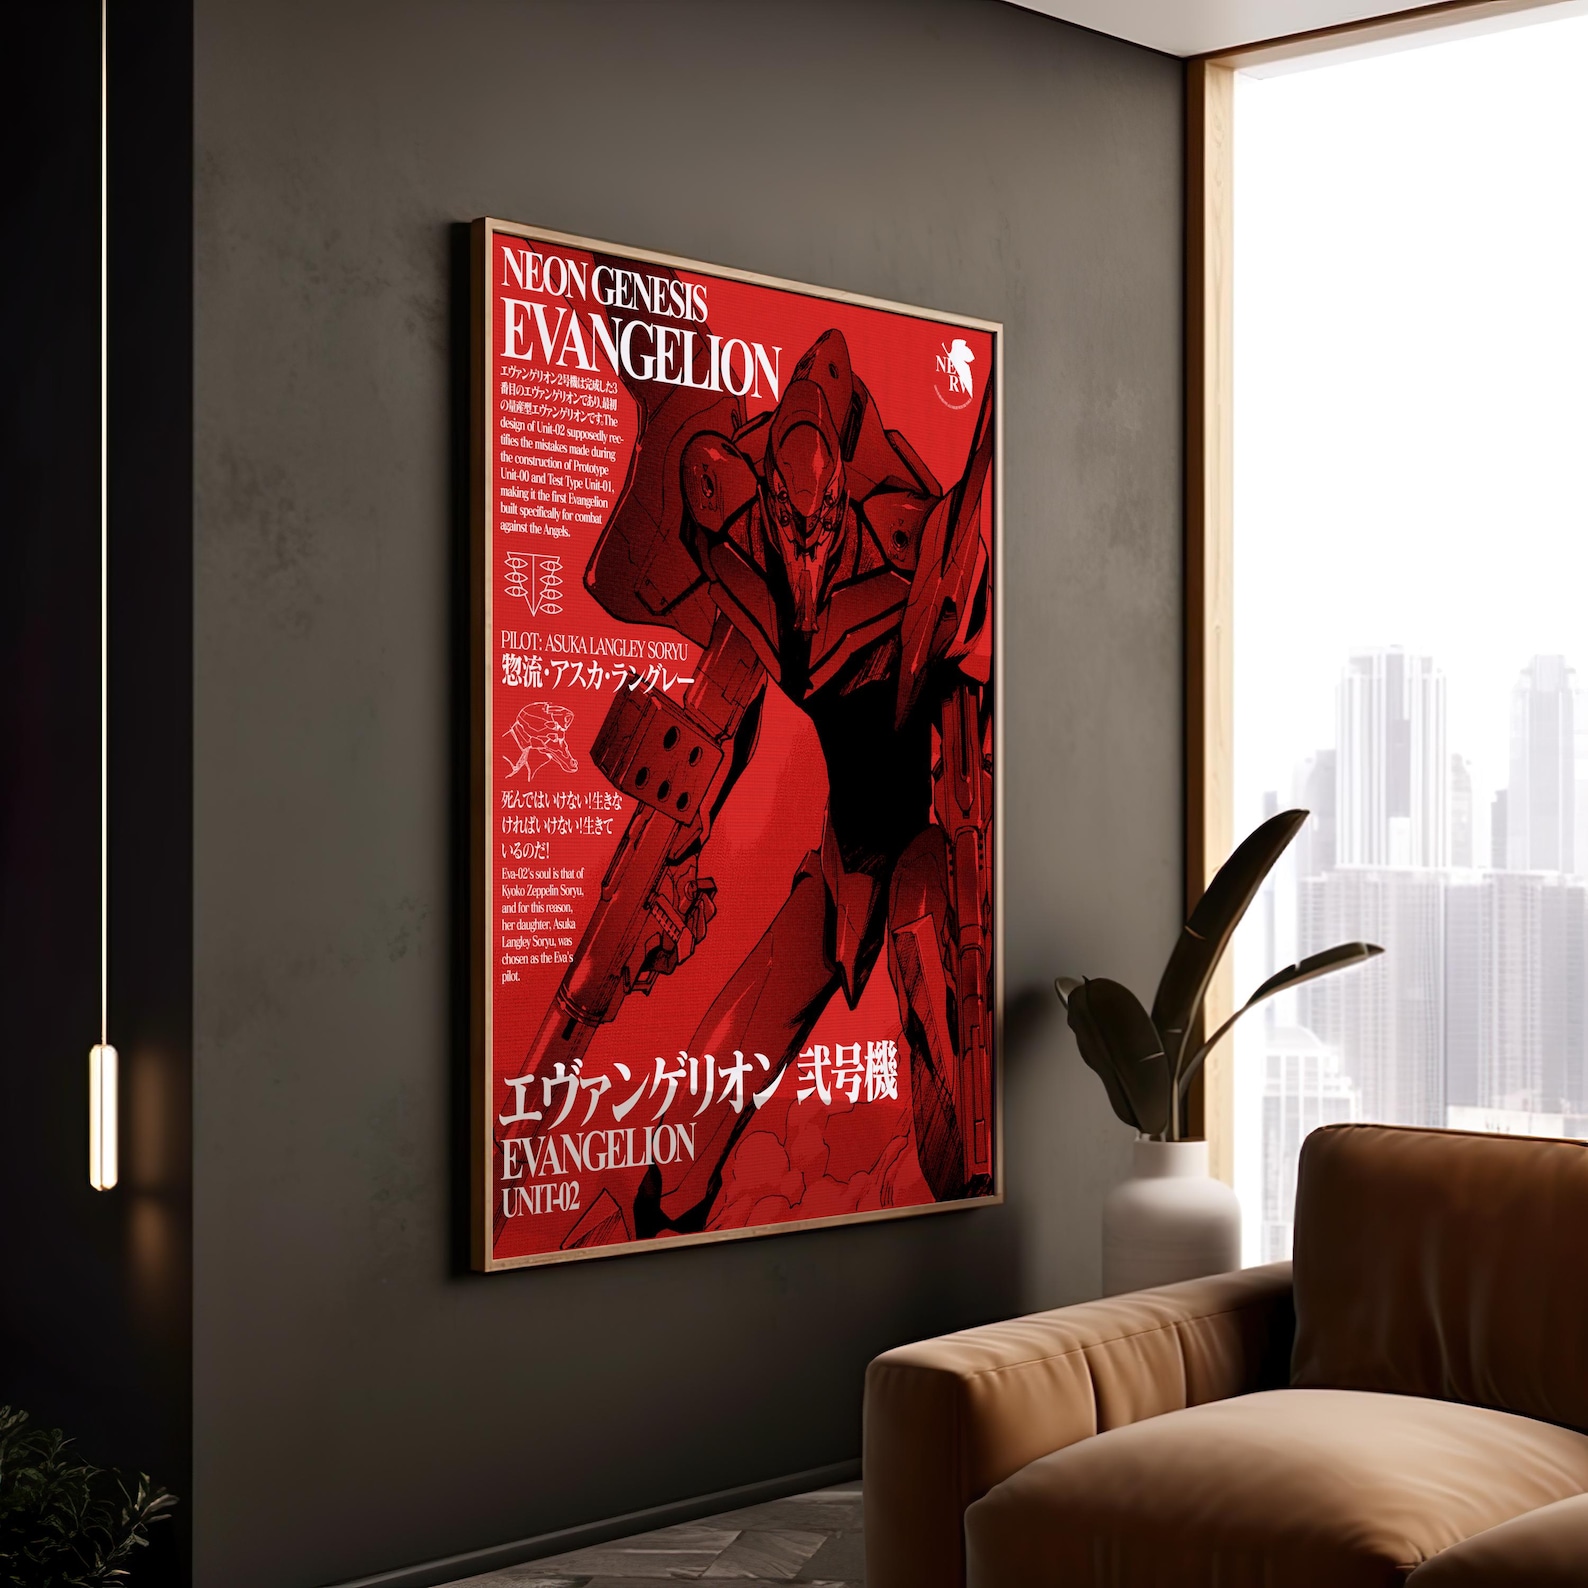 NEON GENESIS
EVANGELION
エヴァンゲリオン2号機は完成した3
番目のエヴァンゲリオンであり、最初
の量産型エヴァンゲリオンです。The
design of Unit-02 supposedly rec-
tifies the mistakes made during
the construction of Prototype
Unit-00 and Test Type Unit-01,
making it the first Evangelion
built specifically for combat
against the Angels.
NE
R
PILOT: ASUKA LANGLEY SORYU
惣流・アスカ・ラングレー
死んではいけない!生きな
ければいけない!生きて
いるのだ!
Eva-02's soul is that of
Kyoko Zeppelin Soryu,
and for this reason,
her daughter, Asuka
Langley Soryu, was
chosen as the Eva's
pilot.
エヴァンゲリオン 弐号機
EVANGELION
UNIT-02